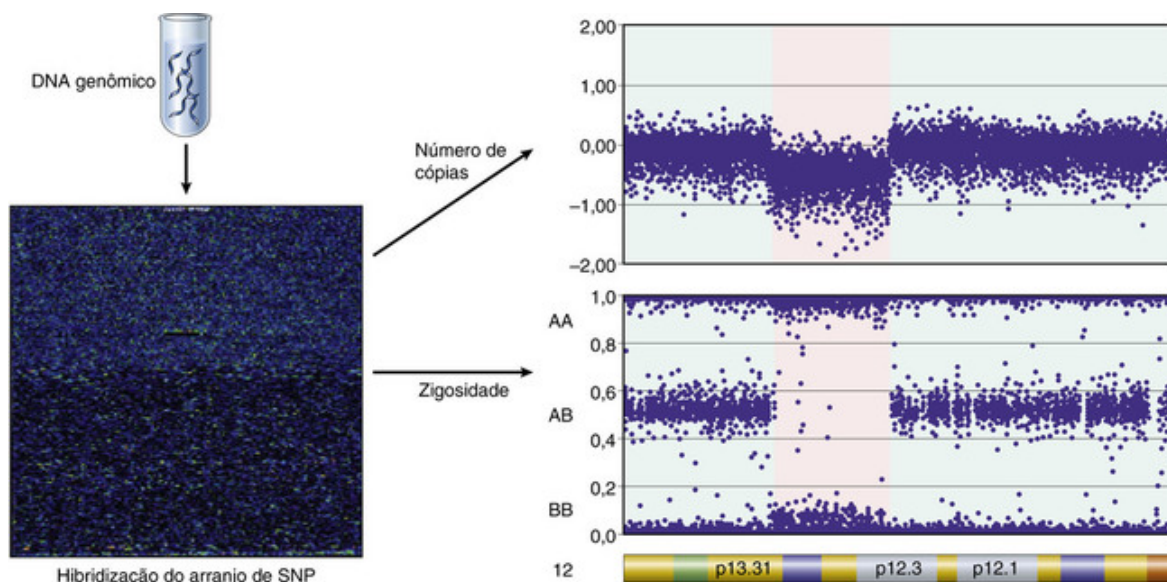 DNA genômico
Número de
cópias
Zigosidade
Hibridização do arranjo de SNP
2,00
1,00
0,00
–1,00
–2,00
1,0
AA
0,8
0,6
AB
0,4
0,2
BB
0,0
12
p13.31
p12.3
p12.1